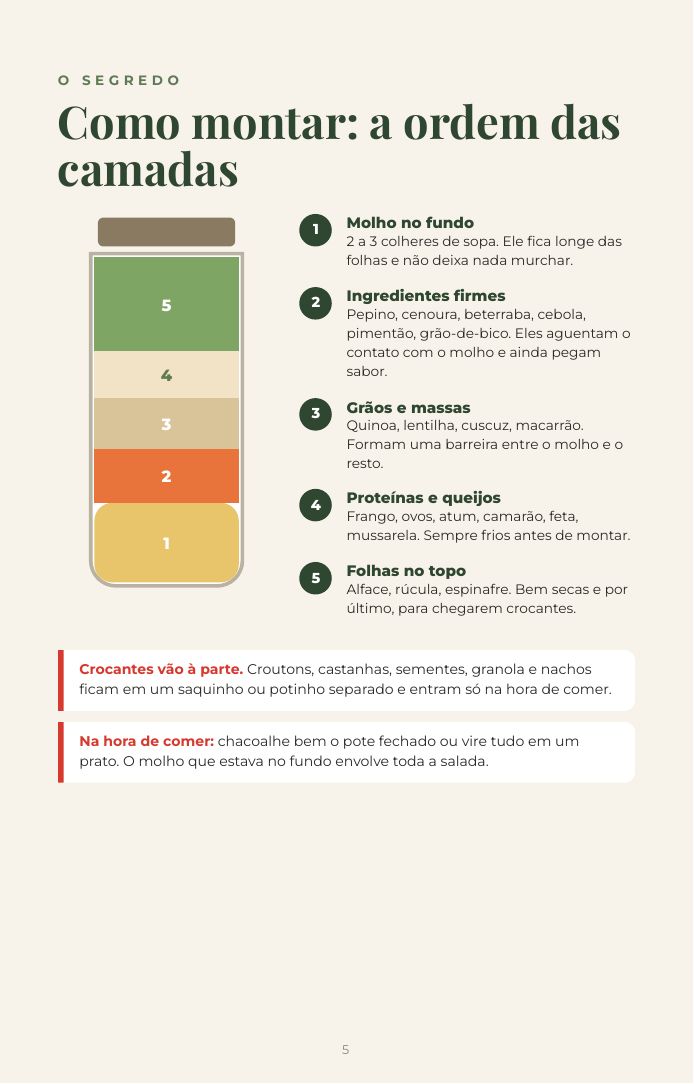 O SEGREDO
Como montar: a ordem das
camadas
5
4
3
2
1
1
Molho no fundo
2 a 3 colheres de sopa. Ele fica longe das
folhas e não deixa nada murchar.
2
Ingredientes firmes
Pepino, cenoura, beterraba, cebola,
pimentão, grão-de-bico. Eles aguentam o
contato com o molho e ainda pegam
sabor.
3
Grãos e massas
Quinoa, lentilha, cuscuz, macarrão.
Formam uma barreira entre o molho e o
resto.
4
Proteínas e queijos
Frango, ovos, atum, camarão, feta,
mussarela. Sempre frios antes de montar.
5
Folhas no topo
Alface, rúcula, espinafre. Bem secas e por
último, para chegarem crocantes.
Crocantes vão à parte. Croutons, castanhas, sementes, granola e nachos
ficam em um saquinho ou potinho separado e entram só na hora de comer.
Na hora de comer: chacoalhe bem o pote fechado ou vire tudo em um
prato. O molho que estava no fundo envolve toda a salada.
5